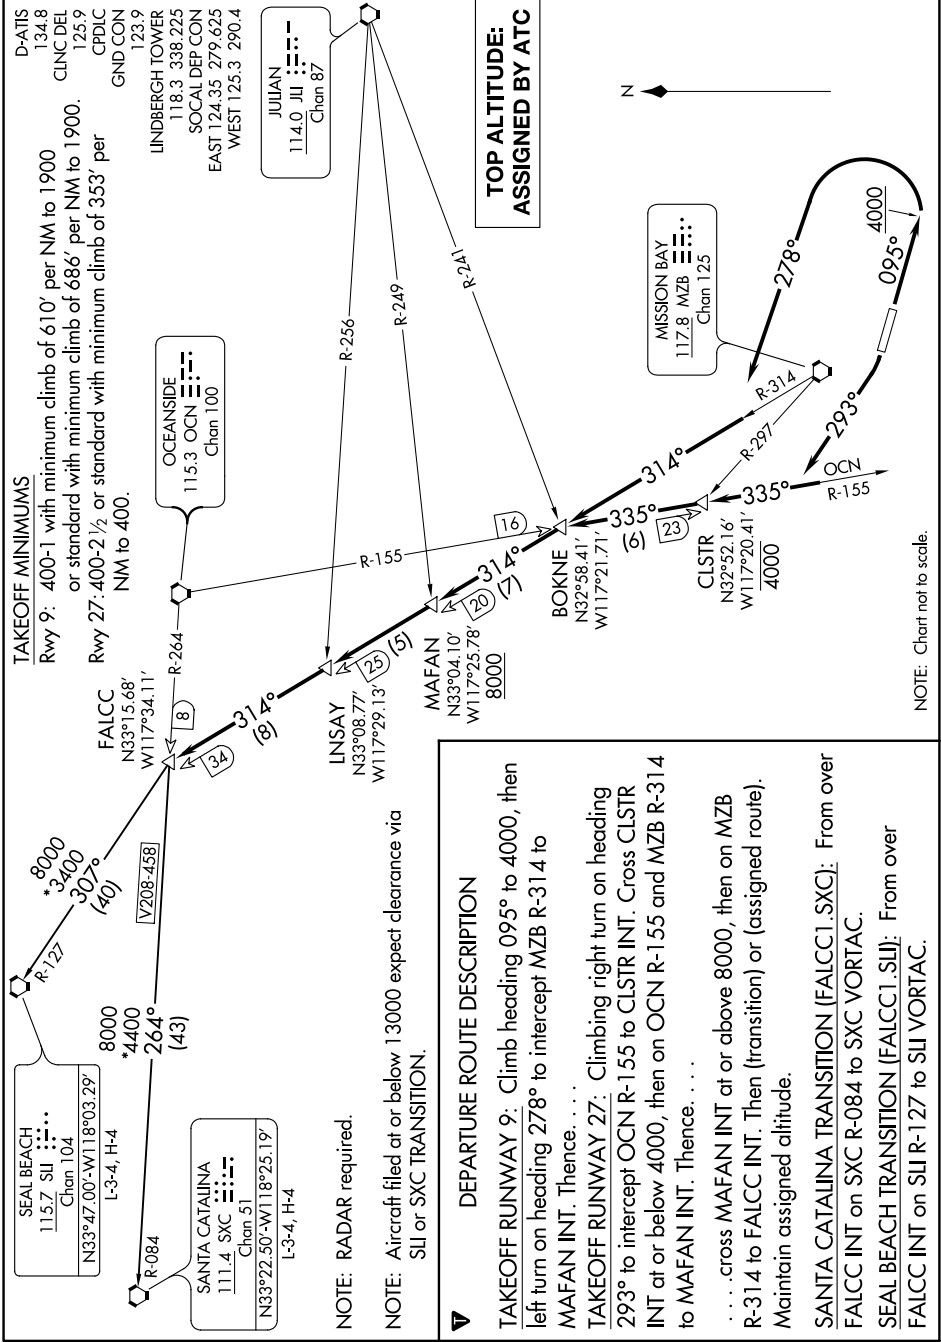 TAKEOFF MINIMUMS
Rwy 9: 400-1 with minimum climb of 610' per NM to 1900
or standard with minimum climb of 686' per NM to 1900.
Rwy 27: 400-2½ or standard with minimum climb of 353' per
NM to 400.
D-ATIS
134.8
CLNC DEL
125.9
CPDLC
GND CON
123.9
LINDBERGH TOWER
118.3 338.225
SOCAL DEP CON
EAST 124.35 279.625
WEST 125.3 290.4
SEAL BEACH
115.7 SLI
Chan 104
N33°47.00'-W118°03.29'
L-3-4, H-4
R-127
8000
*3400
307°
(40)
V208-458
8000
*4400
264°
(43)
R-084
SANTA CATALINA
111.4 SXC
Chan 51
N33°22.50'-W118°25.19'
L-3-4, H-4
FALCC
N33°15.68'
W117°34.11'
R-264
8
34
OCEANSIDE
115.3 OCN
Chan 100
JULIAN
114.0 JLI
Chan 87
R-256
R-249
R-241
R-155
314°
(8)
LNSAY
N33°08.77'
W117°29.13'
25
(5)
MAFAN
N33°04.10'
W117°25.78'
8000
20
314°
(7)
16
BOKNE
N32°58.41'
W117°21.71'
314°
335°
(6)
23
CLSTR
N32°52.16'
W117°20.41'
4000
335°
OCN
R-155
R-314
R-297
MISSION BAY
117.8 MZB
Chan 125
293°
278°
095°
4000
TOP ALTITUDE:
ASSIGNED BY ATC
N
NOTE: RADAR required.
NOTE: Aircraft filed at or below 13000 expect clearance via
SLI or SXC TRANSITION.
NOTE: Chart not to scale.
T
DEPARTURE ROUTE DESCRIPTION
TAKEOFF RUNWAY 9: Climb heading 095° to 4000, then
left turn on heading 278° to intercept MZB R-314 to
MAFAN INT. Thence. . . .
TAKEOFF RUNWAY 27: Climbing right turn on heading
293° to intercept OCN R-155 to CLSTR INT. Cross CLSTR
INT at or below 4000, then on OCN R-155 and MZB R-314
to MAFAN INT. Thence. . . .
. . . .cross MAFAN INT at or above 8000, then on MZB
R-314 to FALCC INT. Then (transition) or (assigned route).
Maintain assigned altitude.
SANTA CATALINA TRANSITION (FALCC1.SXC): From over
FALCC INT on SXC R-084 to SXC VORTAC.
SEAL BEACH TRANSITION (FALCC1.SLI): From over
FALCC INT on SLI R-127 to SLI VORTAC.